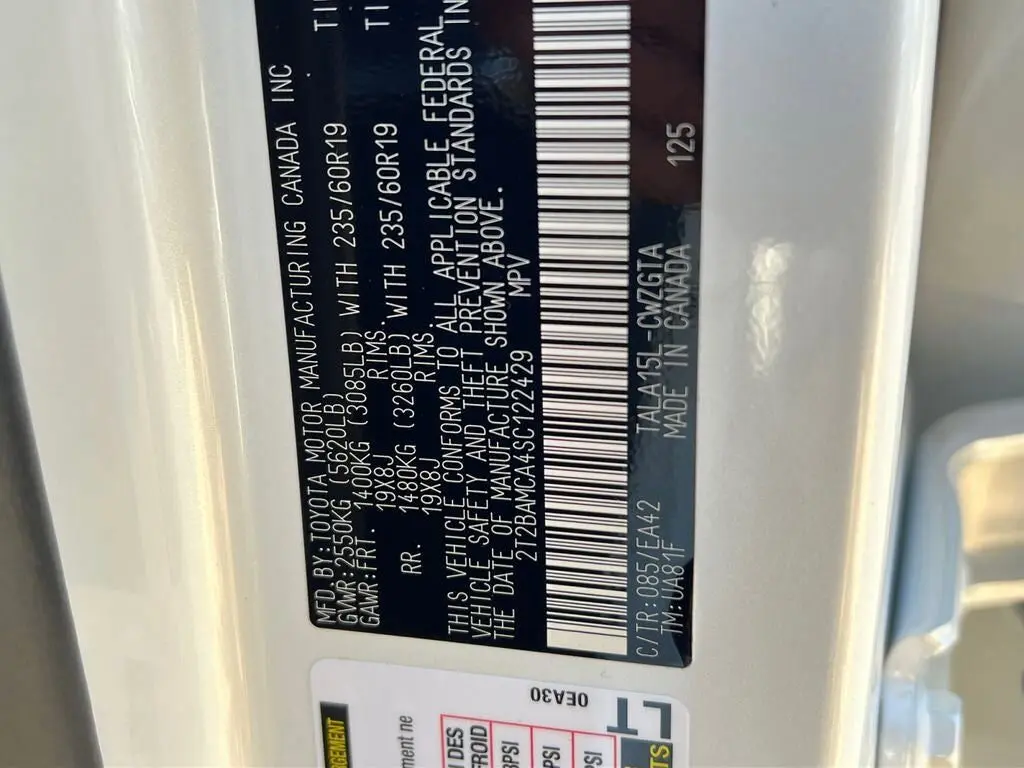 MFD.BY:TOYOTA MOTOR MANUFACTURING CANADA INC
GVWR:2550KG (5620LB)
GAWR:FRT. 1400KG (3085LB) WITH 235/60R19
19X8J RIMS.
RR. 1480KG (3260LB) WITH 235/60R19
19X8J RIMS.
THIS VEHICLE CONFORMS TO ALL APPLICABLE FEDERAL
VEHICLE SAFETY AND THEFT PREVENTION STANDARDS IN
THE DATE OF MANUFACTURE SHOWN ABOVE.
2T2BAMCA4SC122429 MPV
C/TR:085/EA42 TALA15L-CWZGTA 125
TM:UA81F MADE IN CANADA
0EA30